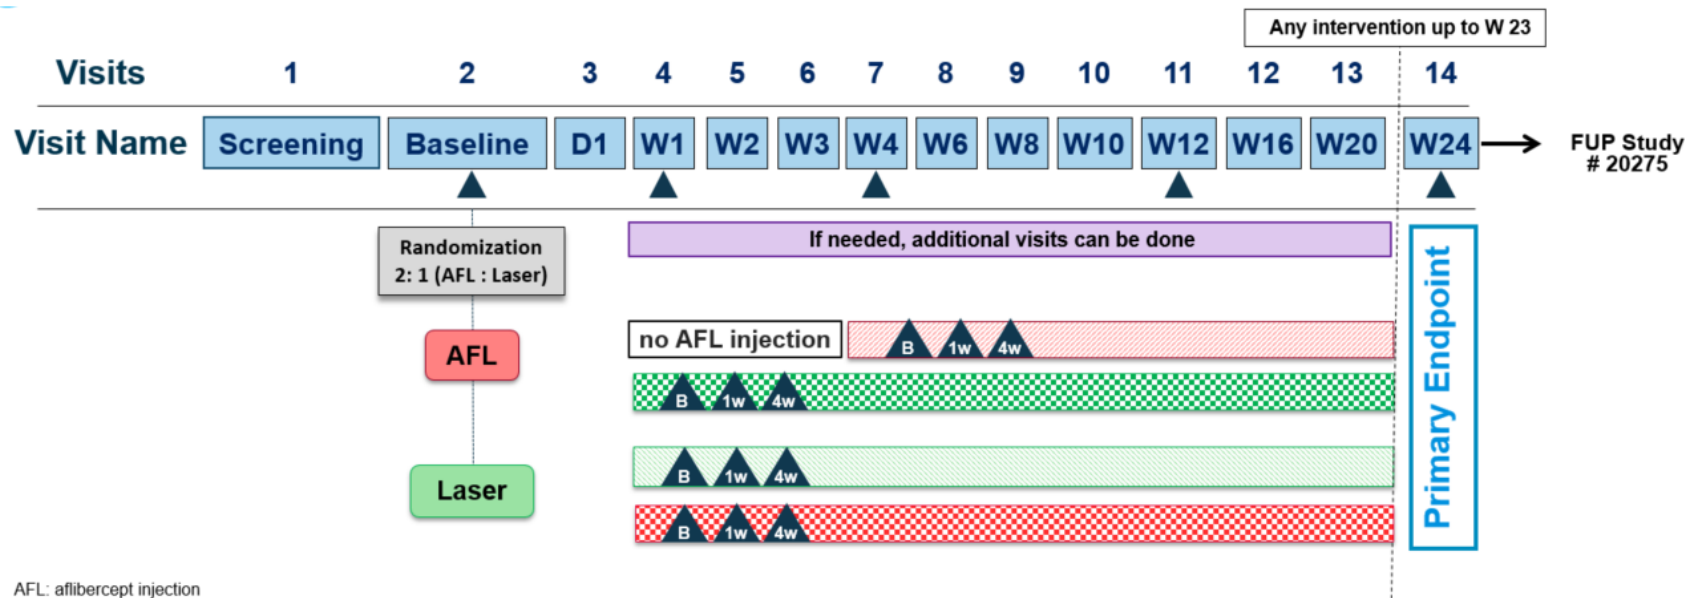 Any intervention up to W 23
Visits 1 2 3 4 5 6 7 8 9 10 11 12 13 14
Visit Name Screening Baseline D1 W1 W2 W3 W4 W6 W8 W10 W12 W16 W20 W24 FUP Study
# 20275
Randomization
2: 1 (AFL : Laser)
If needed, additional visits can be done
AFL
no AFL injection
B 1w 4w
B 1w 4w
Laser
B 1w 4w
B 1w 4w
Primary Endpoint
AFL: aflibercept injection